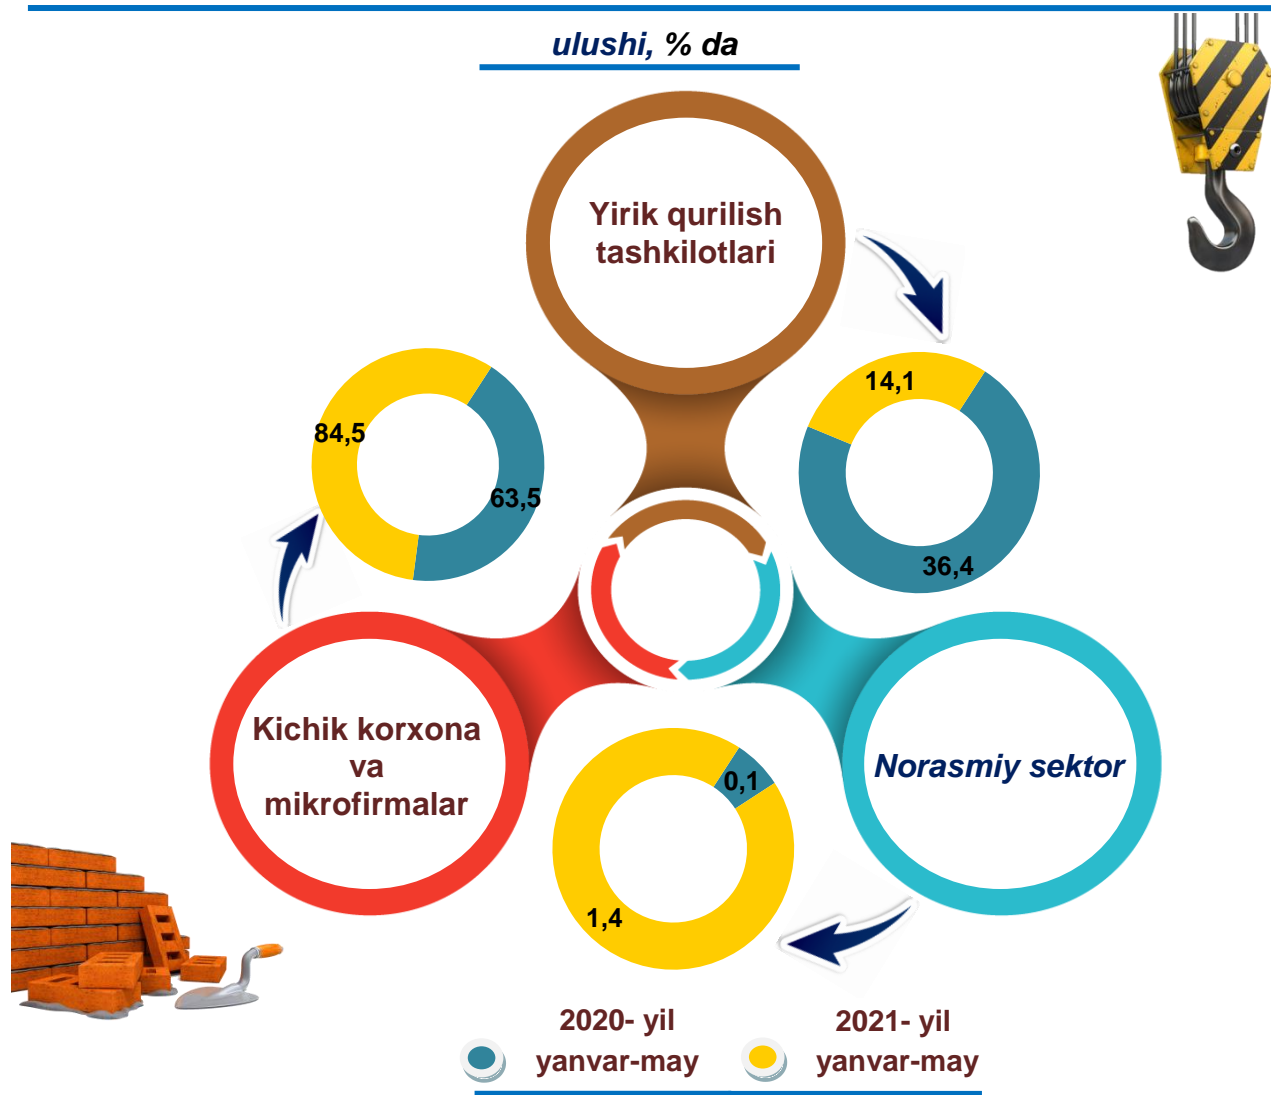 ulushi, % da
Yirik qurilish
tashkilotlari
84,5
63,5
14,1
36,4
Kichik korxona
va
mikrofirmalar
Norasmiy sektor
0,1
1,4
2020- yil
yanvar-may
2021- yil
yanvar-may